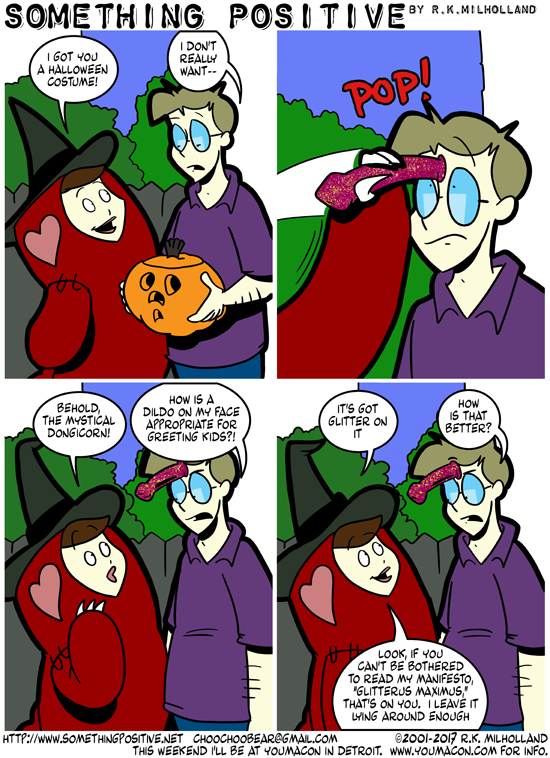 SOMETHING POSITIVE BY R.K.MILHOLLAND
I GOT YOU
A HALLOWEEN
COSTUME!
I DON'T
REALLY
WANT--
POP!
BEHOLD,
THE MYSTICAL
DONGICORN!
HOW IS A
DILDO ON MY FACE
APPROPRIATE FOR
GREETING KIDS?!
IT'S GOT
GLITTER ON
IT
HOW
IS THAT
BETTER?
LOOK, IF YOU
CAN'T BE BOTHERED
TO READ MY MANIFESTO,
"GLITTERUS MAXIMUS,"
THAT'S ON YOU. I LEAVE IT
LYING AROUND ENOUGH
HTTP://WWW.SOMETHINGPOSITIVE.NET CHOOCHOOBEAR@GMAIL.COM ©2001-2017 R.K. MILHOLLAND
THIS WEEKEND I'LL BE AT YOUMACON IN DETROIT. WWW.YOUMACON.COM FOR INFO.